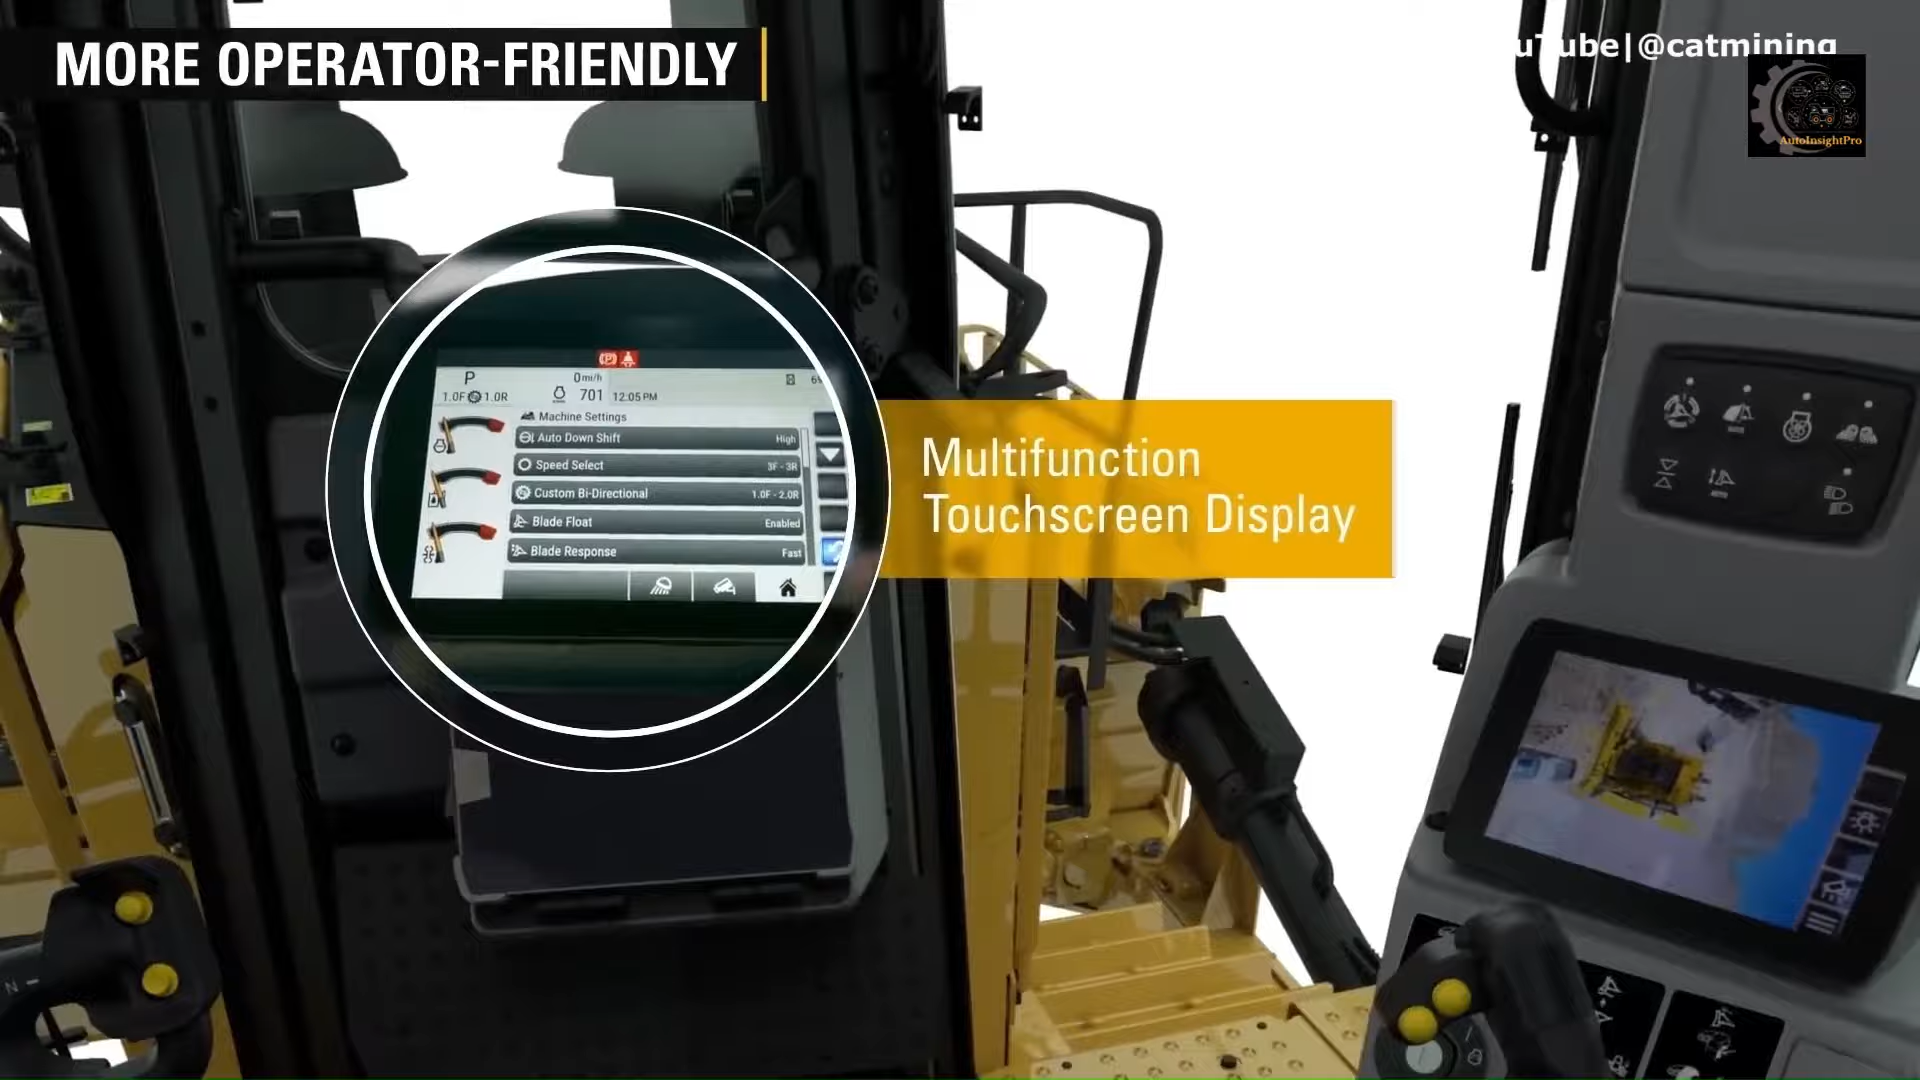 MORE OPERATOR-FRIENDLY
uTube|@catmining
AutoInsightPro
P
0 mi/h
1.0F 1.0R
701 12:05 PM
Machine Settings
Auto Down Shift High
Speed Select 3F - 3R
Custom Bi-Directional 1.0F - 2.0R
Blade Float Enabled
Blade Response Fast
Multifunction
Touchscreen Display
AUTO
N